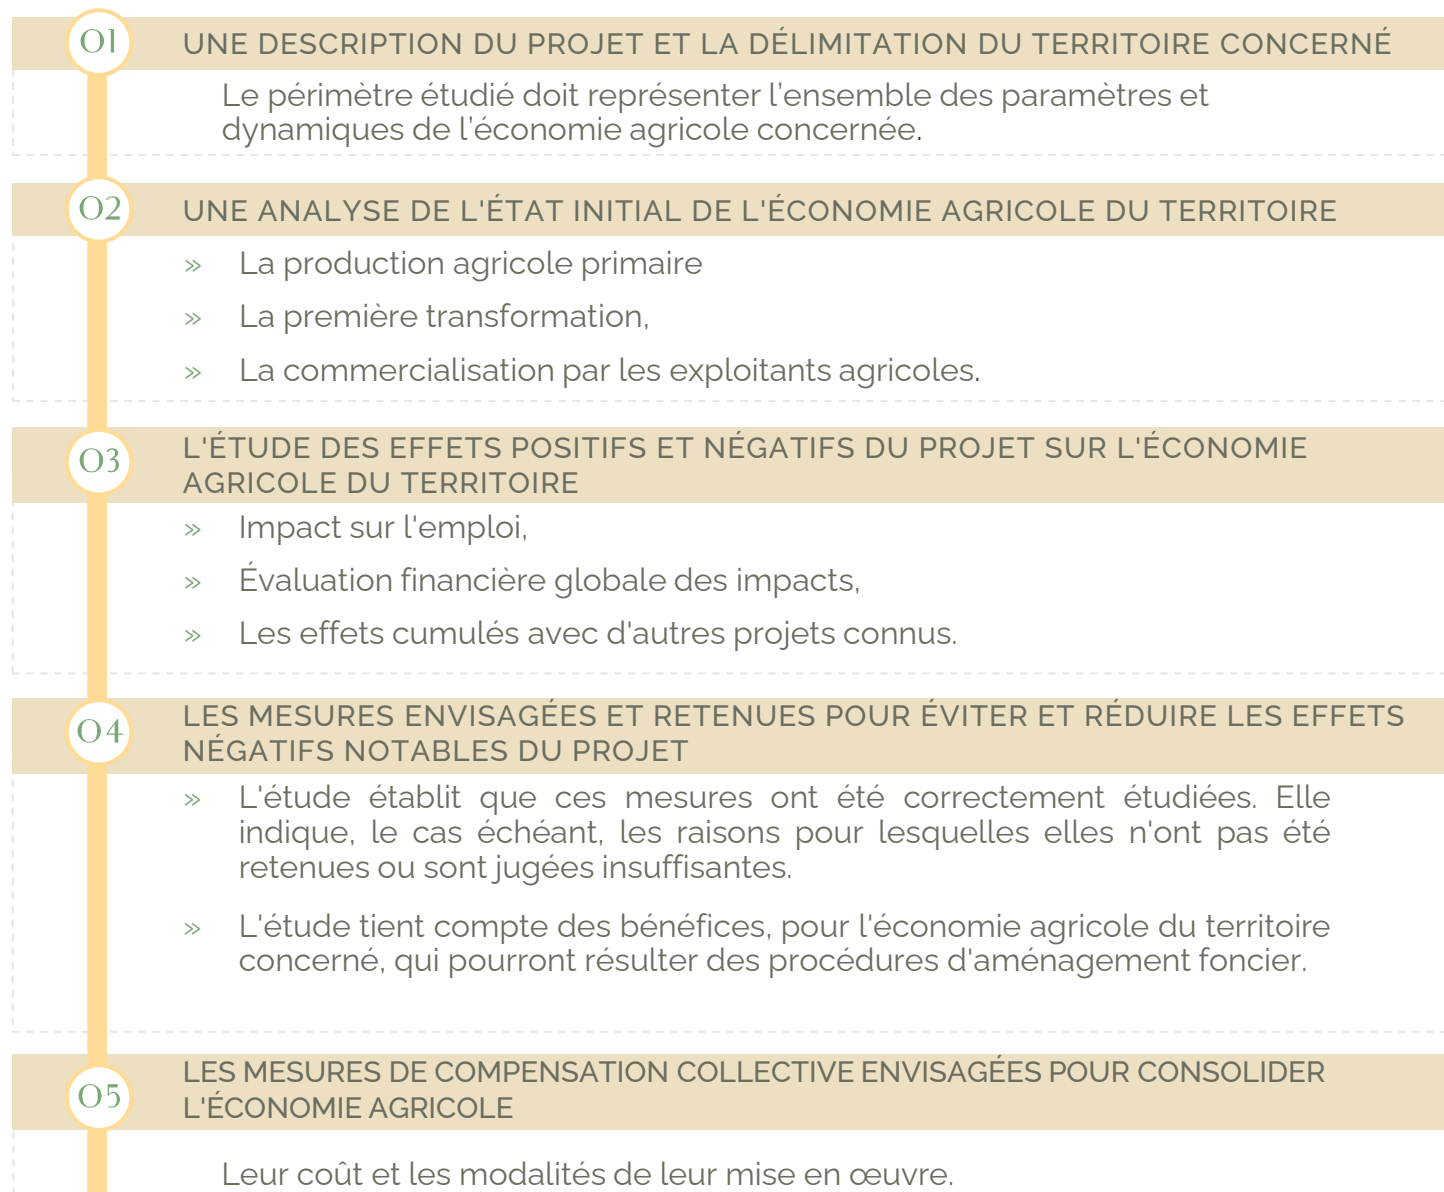 01
UNE DESCRIPTION DU PROJET ET LA DÉLIMITATION DU TERRITOIRE CONCERNÉ
Le périmètre étudié doit représenter l’ensemble des paramètres et
dynamiques de l’économie agricole concernée.
02
UNE ANALYSE DE L'ÉTAT INITIAL DE L'ÉCONOMIE AGRICOLE DU TERRITOIRE
» La production agricole primaire
» La première transformation,
» La commercialisation par les exploitants agricoles.
03
L'ÉTUDE DES EFFETS POSITIFS ET NÉGATIFS DU PROJET SUR L'ÉCONOMIE
AGRICOLE DU TERRITOIRE
» Impact sur l'emploi,
» Évaluation financière globale des impacts,
» Les effets cumulés avec d'autres projets connus.
04
LES MESURES ENVISAGÉES ET RETENUES POUR ÉVITER ET RÉDUIRE LES EFFETS
NÉGATIFS NOTABLES DU PROJET
» L'étude établit que ces mesures ont été correctement étudiées. Elle
indique, le cas échéant, les raisons pour lesquelles elles n'ont pas été
retenues ou sont jugées insuffisantes.
» L'étude tient compte des bénéfices, pour l'économie agricole du territoire
concerné, qui pourront résulter des procédures d'aménagement foncier.
05
LES MESURES DE COMPENSATION COLLECTIVE ENVISAGÉES POUR CONSOLIDER
L'ÉCONOMIE AGRICOLE
Leur coût et les modalités de leur mise en œuvre.